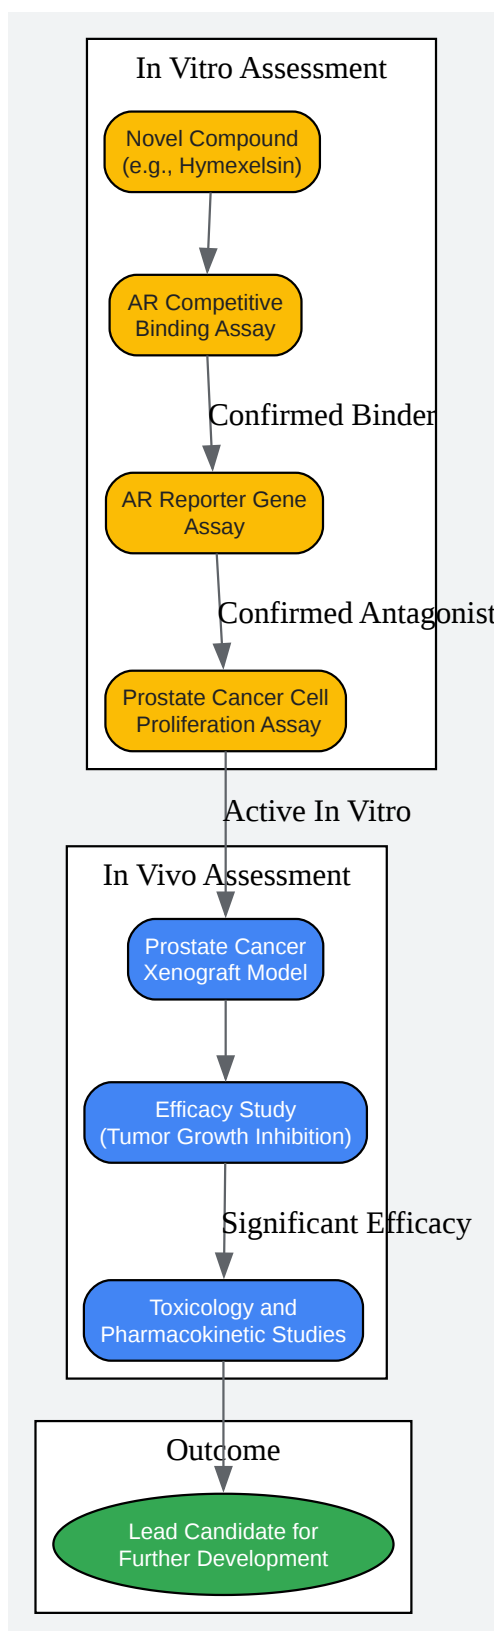 In Vitro Assessment
Novel Compound
(e.g., Hymexelsin)
AR Competitive
Binding Assay
Confirmed Binder
AR Reporter Gene
Assay
Confirmed Antagonist
Prostate Cancer Cell
Proliferation Assay
Active In Vitro
In Vivo Assessment
Prostate Cancer
Xenograft Model
Efficacy Study
(Tumor Growth Inhibition)
Significant Efficacy
Toxicology and
Pharmacokinetic Studies
Outcome
Lead Candidate for
Further Development